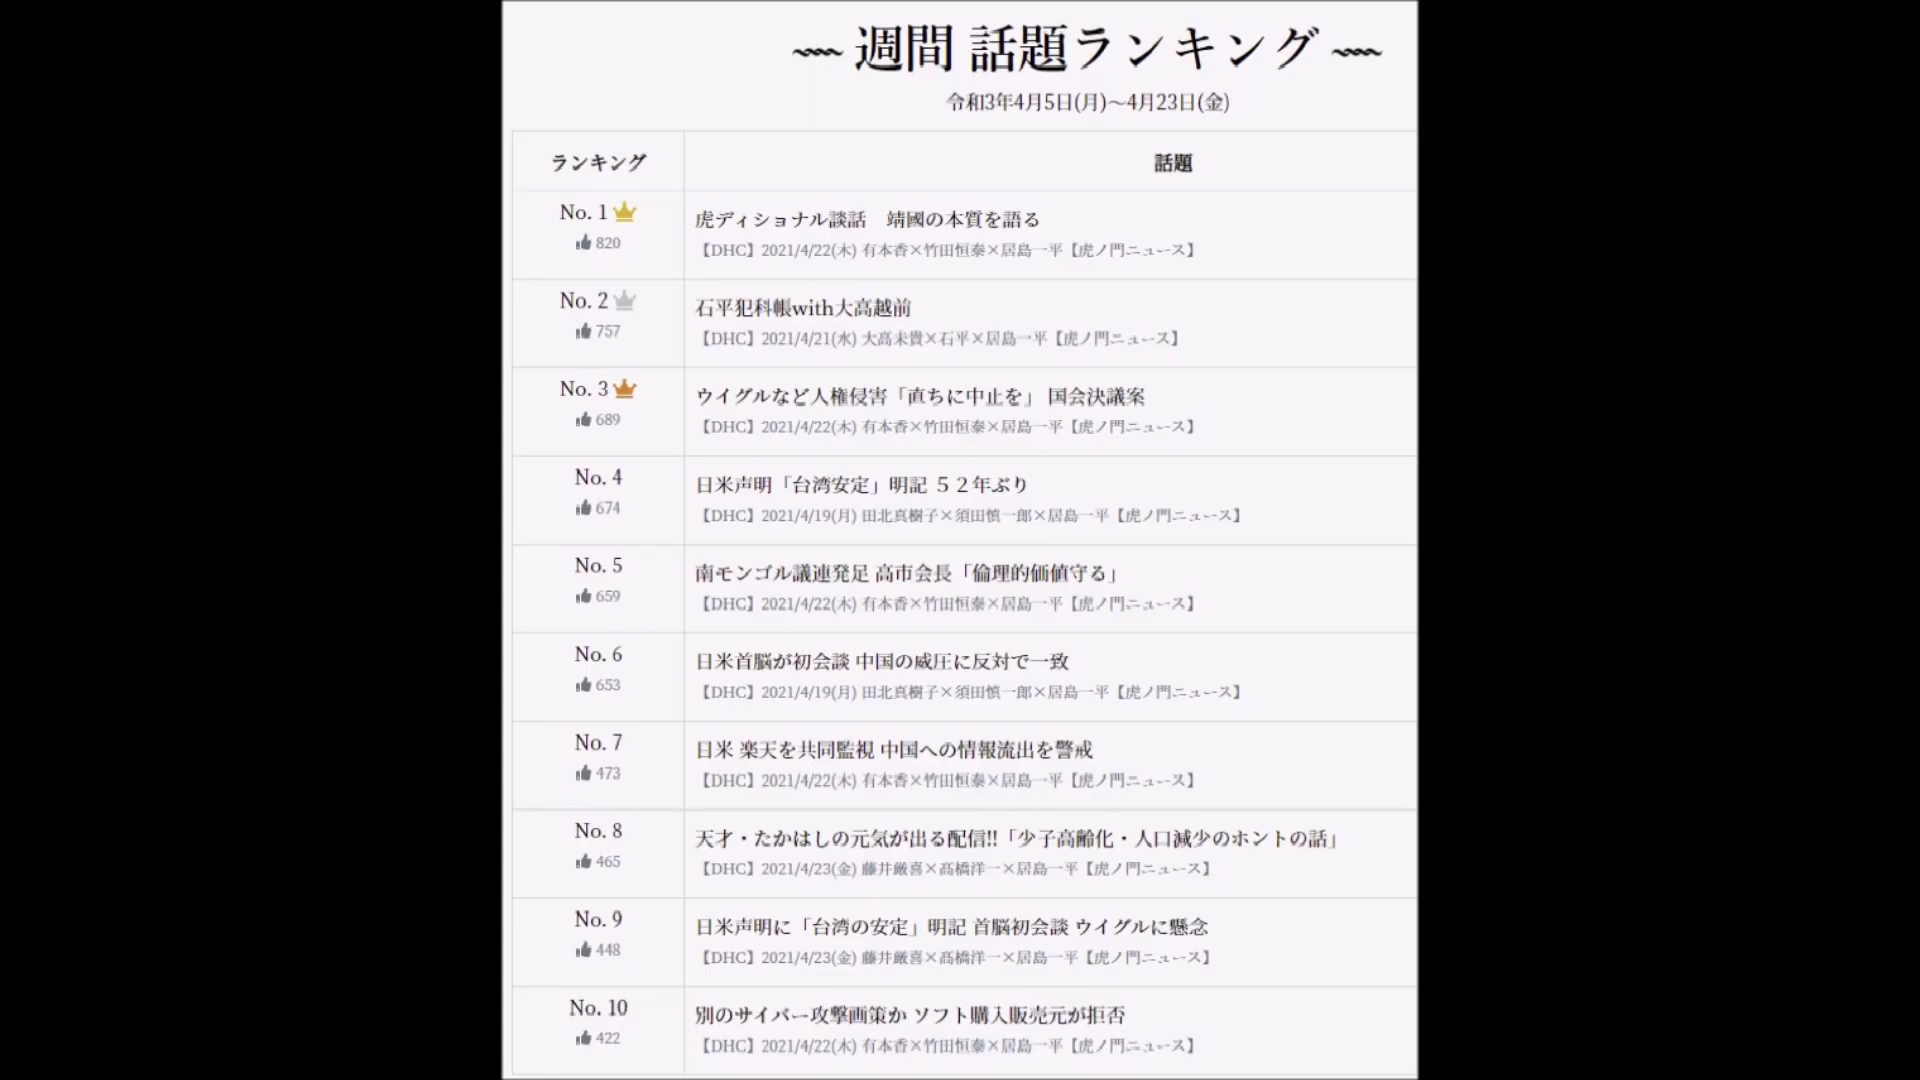 週間 話題ランキング
令和3年4月5日(月)～4月23日(金)
ランキング 話題
No. 1
820
虎ディショナル談話　靖國の本質を語る
【DHC】2021/4/22(木) 有本香×竹田恒泰×居島一平【虎ノ門ニュース】
No. 2
757
石平犯科帳with大高越前
【DHC】2021/4/21(水) 大高未貴×石平×居島一平【虎ノ門ニュース】
No. 3
689
ウイグルなど人権侵害「直ちに中止を」 国会決議案
【DHC】2021/4/22(木) 有本香×竹田恒泰×居島一平【虎ノ門ニュース】
No. 4
674
日米声明「台湾安定」明記 ５２年ぶり
【DHC】2021/4/19(月) 田北真樹子×須田慎一郎×居島一平【虎ノ門ニュース】
No. 5
659
南モンゴル議連発足 高市会長「倫理的価値守る」
【DHC】2021/4/22(木) 有本香×竹田恒泰×居島一平【虎ノ門ニュース】
No. 6
653
日米首脳が初会談 中国の威圧に反対で一致
【DHC】2021/4/19(月) 田北真樹子×須田慎一郎×居島一平【虎ノ門ニュース】
No. 7
473
日米 楽天を共同監視 中国への情報流出を警戒
【DHC】2021/4/22(木) 有本香×竹田恒泰×居島一平【虎ノ門ニュース】
No. 8
465
天才・たかはしの元気が出る配信!!「少子高齢化・人口減少のホントの話」
【DHC】2021/4/23(金) 藤井厳喜×髙橋洋一×居島一平【虎ノ門ニュース】
No. 9
448
日米声明に「台湾の安定」明記 首脳初会談 ウイグルに懸念
【DHC】2021/4/23(金) 藤井厳喜×髙橋洋一×居島一平【虎ノ門ニュース】
No. 10
422
別のサイバー攻撃画策か ソフト購入販売元が拒否
【DHC】2021/4/22(木) 有本香×竹田恒泰×居島一平【虎ノ門ニュース】